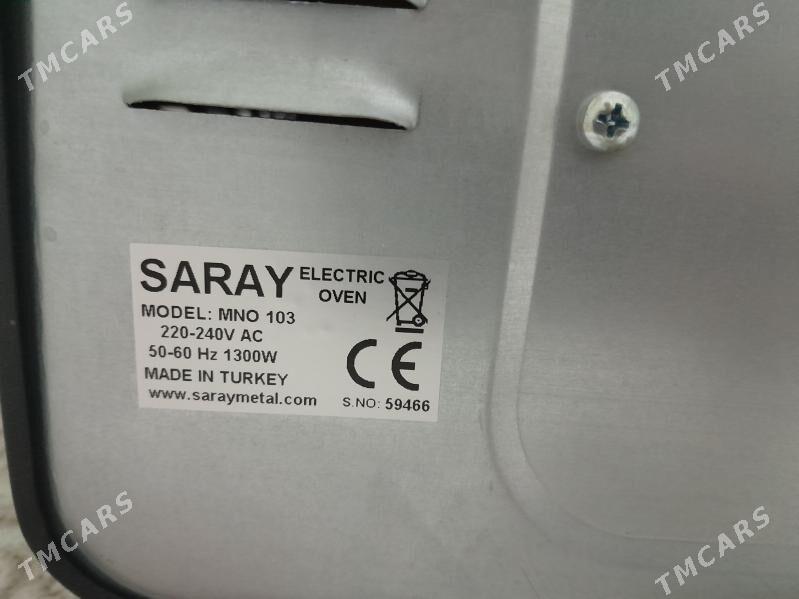 TMCARS
TMCARS
SARAY ELECTRIC OVEN
MODEL: MNO 103
220-240V AC
50-60 Hz 1300W
CE
MADE IN TURKEY
www.saraymetal.com S.NO: 59466
TMCARS
TMCARS